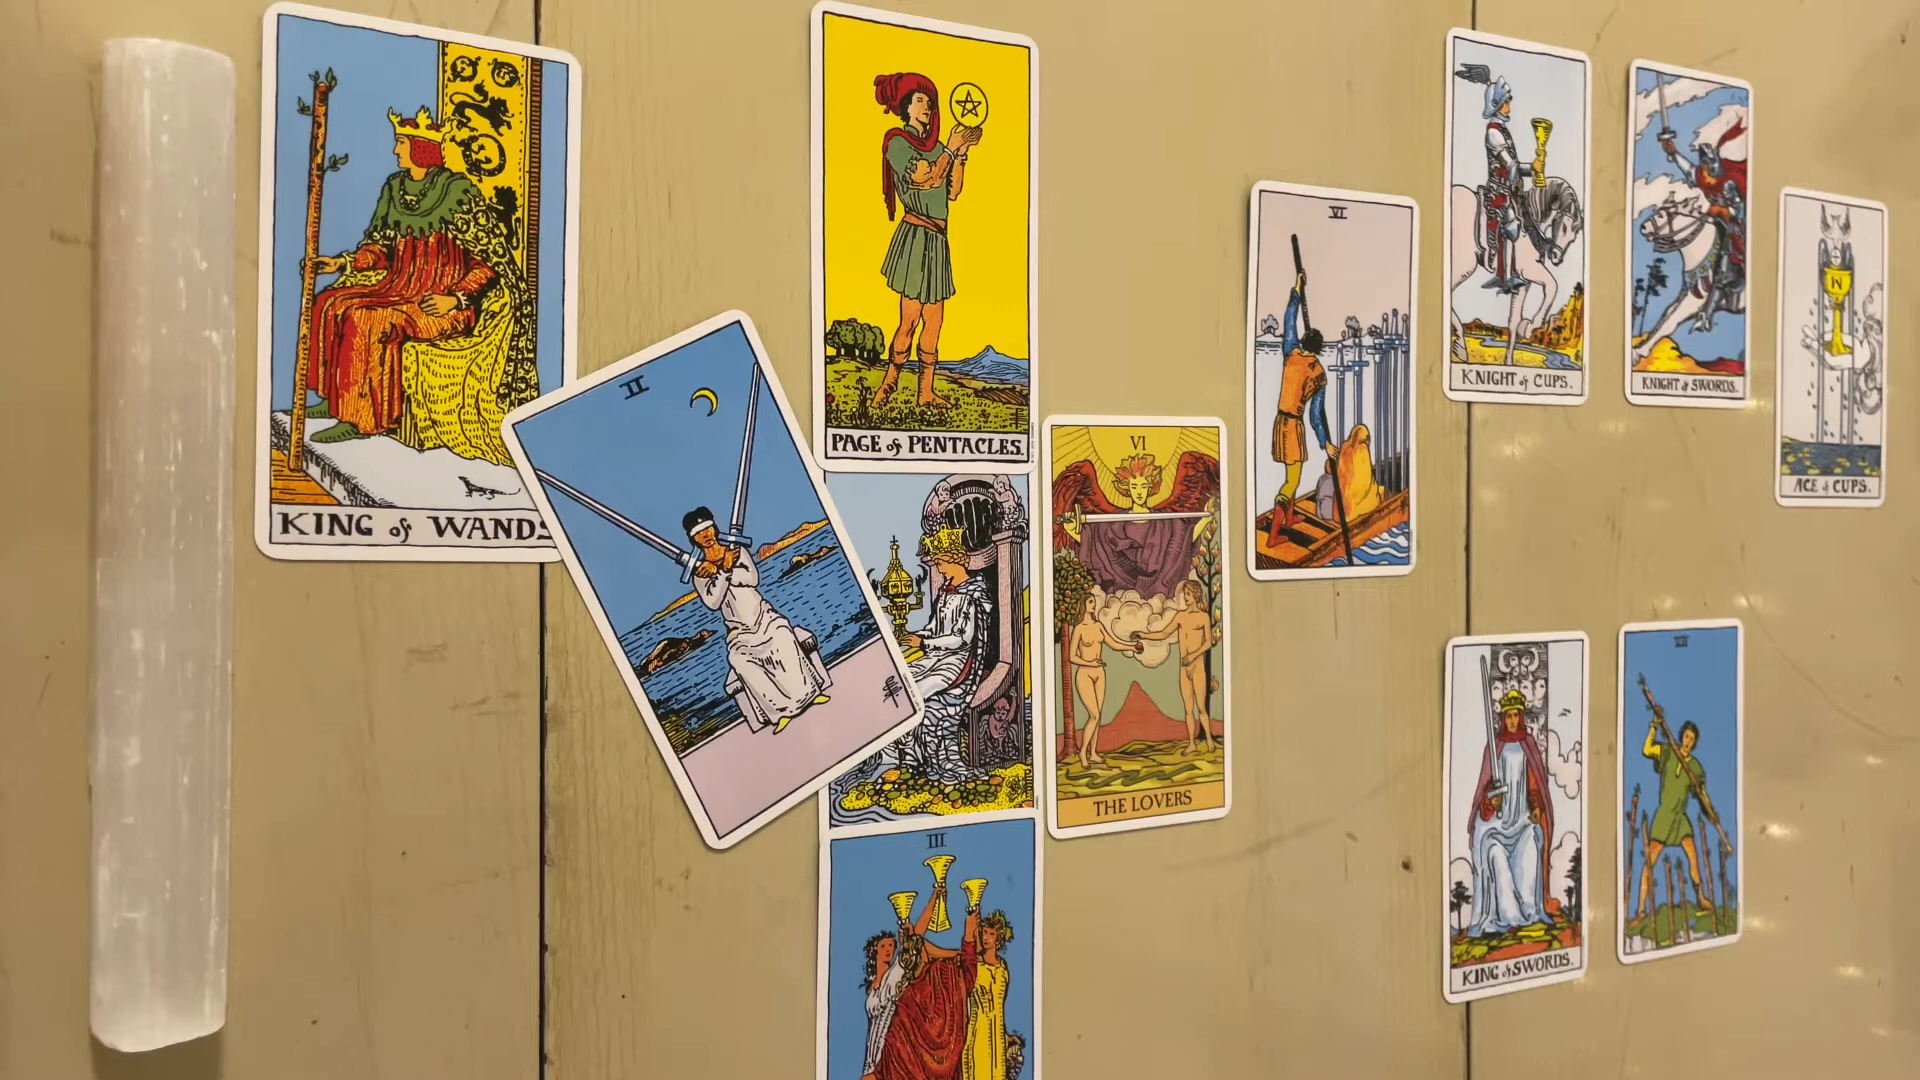 KING of WANDS
II
PAGE of PENTACLES.
VI
THE LOVERS
III
VI
KNIGHT of CUPS.
KNIGHT of SWORDS.
ACE of CUPS.
KING of SWORDS.
VII